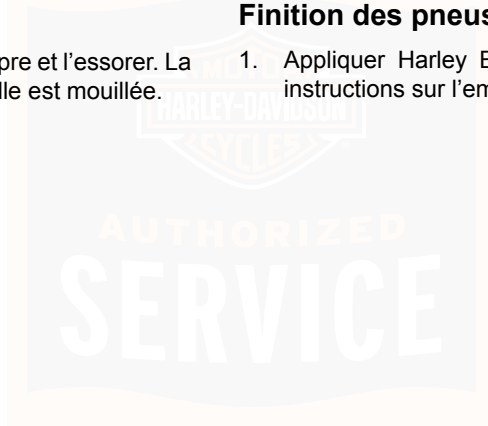 Finition des pneus
pre et l'essorer. La
lle est mouillée.
1. Appliquer Harley
instructions sur l'em
MOTOR
HARLEY-DAVIDSON
CYCLES
AUTHORIZED
SERVICE